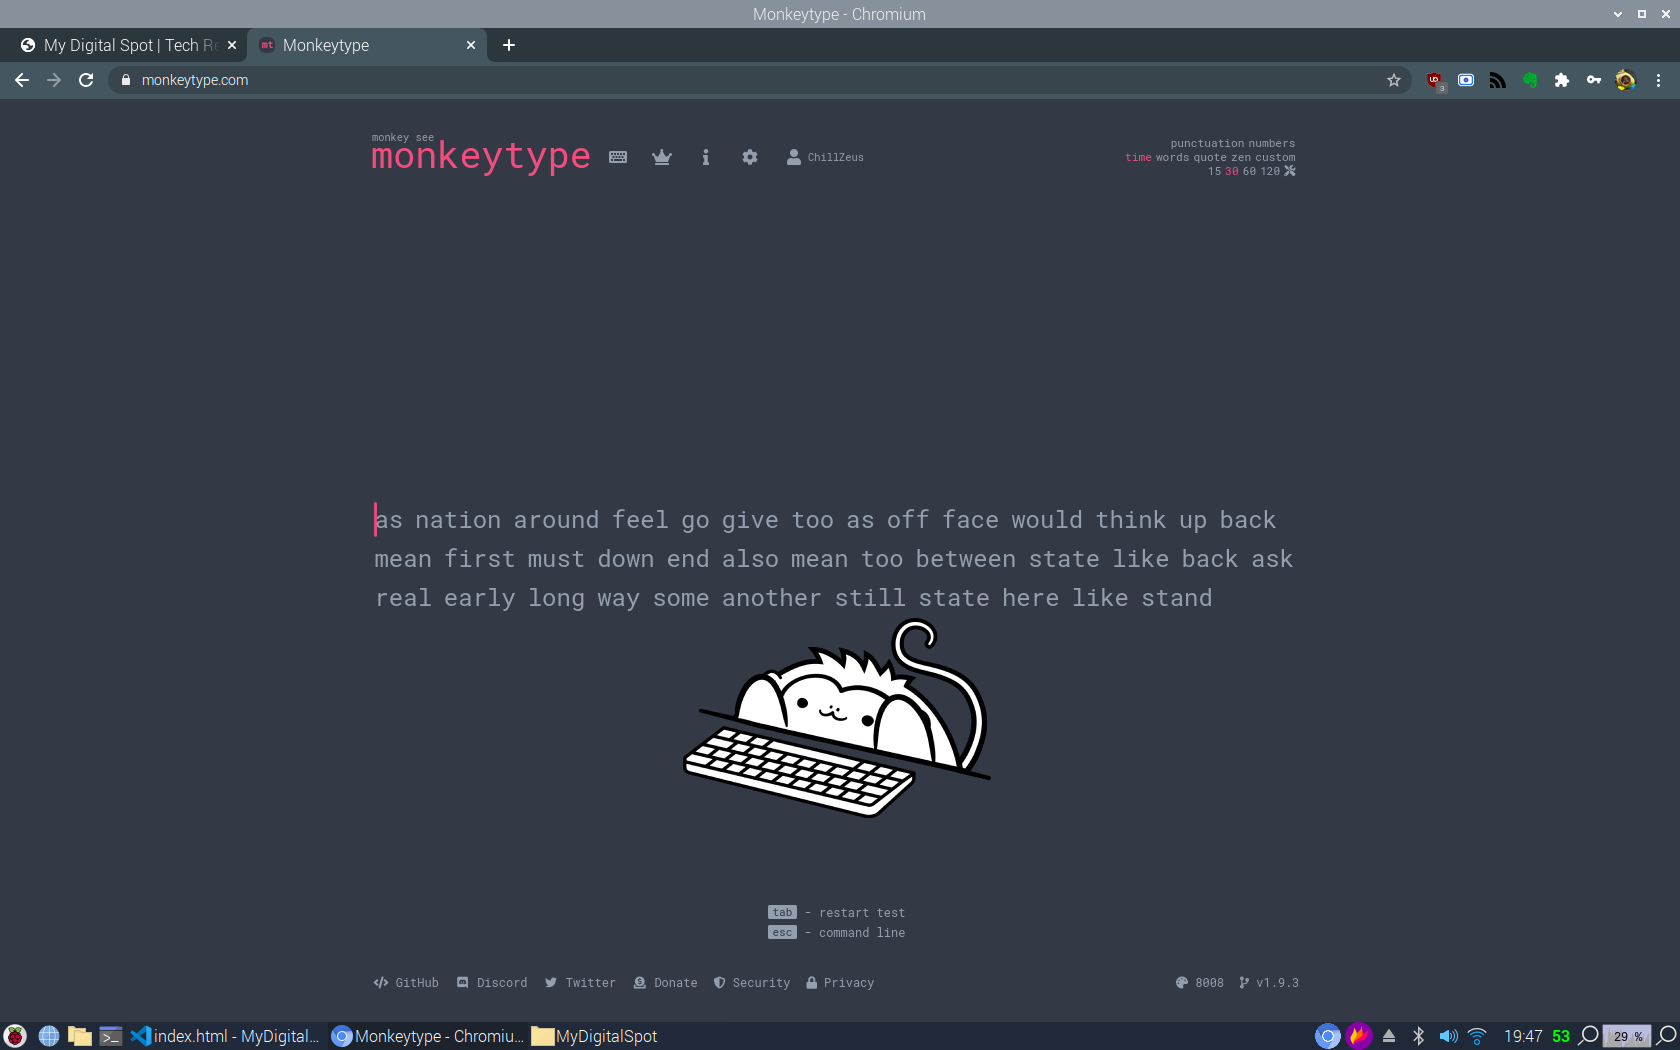 Monkeytype - Chromium
My Digital Spot | Tech Re
mt Monkeytype
monkeytype.com
3
monkey see
monkeytype
ChillZeus
punctuation numbers
time words quote zen custom
15 30 60 120
as nation around feel go give too as off face would think up back
mean first must down end also mean too between state like back ask
real early long way some another still state here like stand
tab - restart test
esc - command line
GitHub Discord Twitter Donate Security Privacy
8008 v1.9.3
index.html - MyDigital... Monkeytype - Chromiu... MyDigitalSpot
19:47 53 29 %